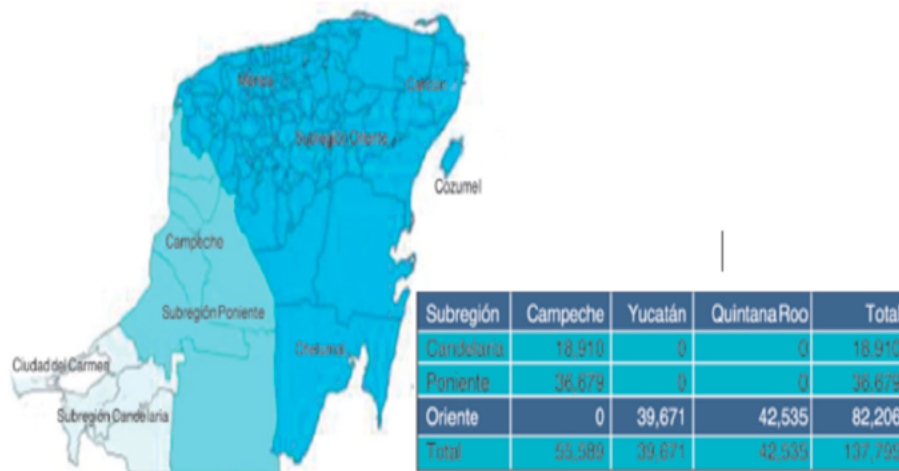 Mérida
Cancún
Subregión Oriente
Cozumel
Campeche
Subregión Poniente
Chetumal
Ciudad del Carmen
Subregión Candelaria
Subregión Campeche Yucatán Quintana Roo Total
Candelaria 18,910 0 0 18,910
Poniente 36,679 0 0 36,679
Oriente 0 39,671 42,535 82,206
Total 55,589 39,671 42,535 137,795